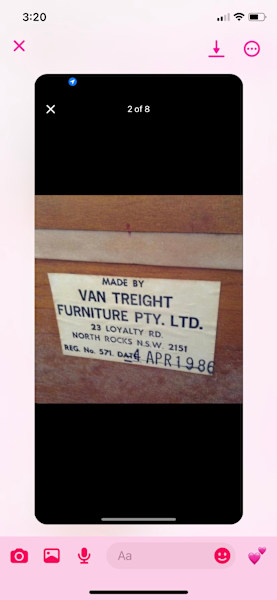 3:20
2 of 8
MADE BY
VAN TREIGHT
FURNITURE PTY. LTD.
23 LOYALTY RD.
NORTH ROCKS N.S.W. 2151
REG. No. 571. DATE 4 APR 1986
Aa